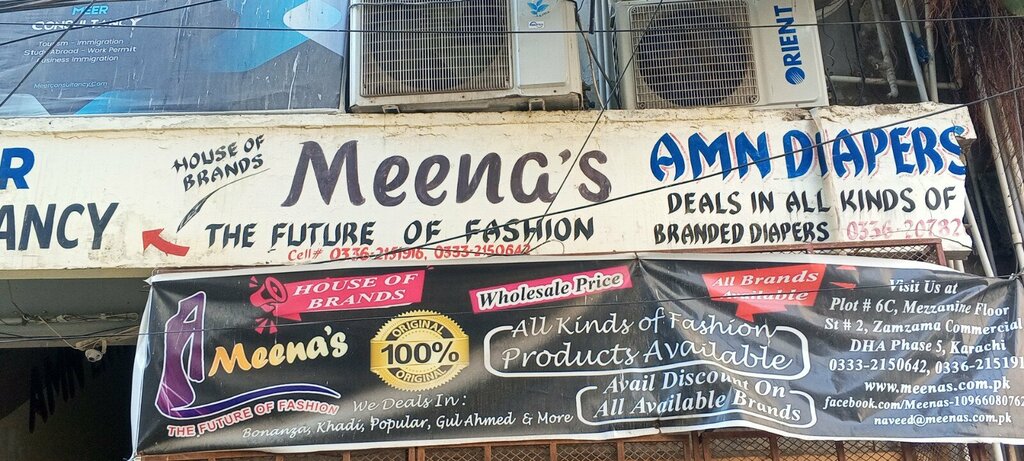 MEER
CONSULTANCY
Tourism - Immigration
Study Abroad - Work Permit
Business Immigration
Meerconsultancy.Com
ORIENT
R
ANCY
HOUSE OF
BRANDS
Meena's
THE FUTURE OF FASHION
Cell# 0336-2151916, 0333-2150642
AMN DIAPERS
DEALS IN ALL KINDS OF
BRANDED DIAPERS 0336-20782
HOUSE OF
BRANDS
Meena's
THE FUTURE OF FASHION
ORIGINAL
100%
ORIGINAL
We Deals In :
Bonanza, Khadi, Popular, Gul Ahmed & More
Wholesale Price
All Kinds of Fashion
Products Available
Avail Discount On
All Available Brands
All Brands
Available
Visit Us at
Plot # 6C, Mezzanine Floor
St # 2, Zamzama Commercial
DHA Phase 5, Karachi
0333-2150642, 0336-215191
www.meenas.com.pk
facebook.com/Meenas-10966080762
naveed@meenas.com.pk
AMN